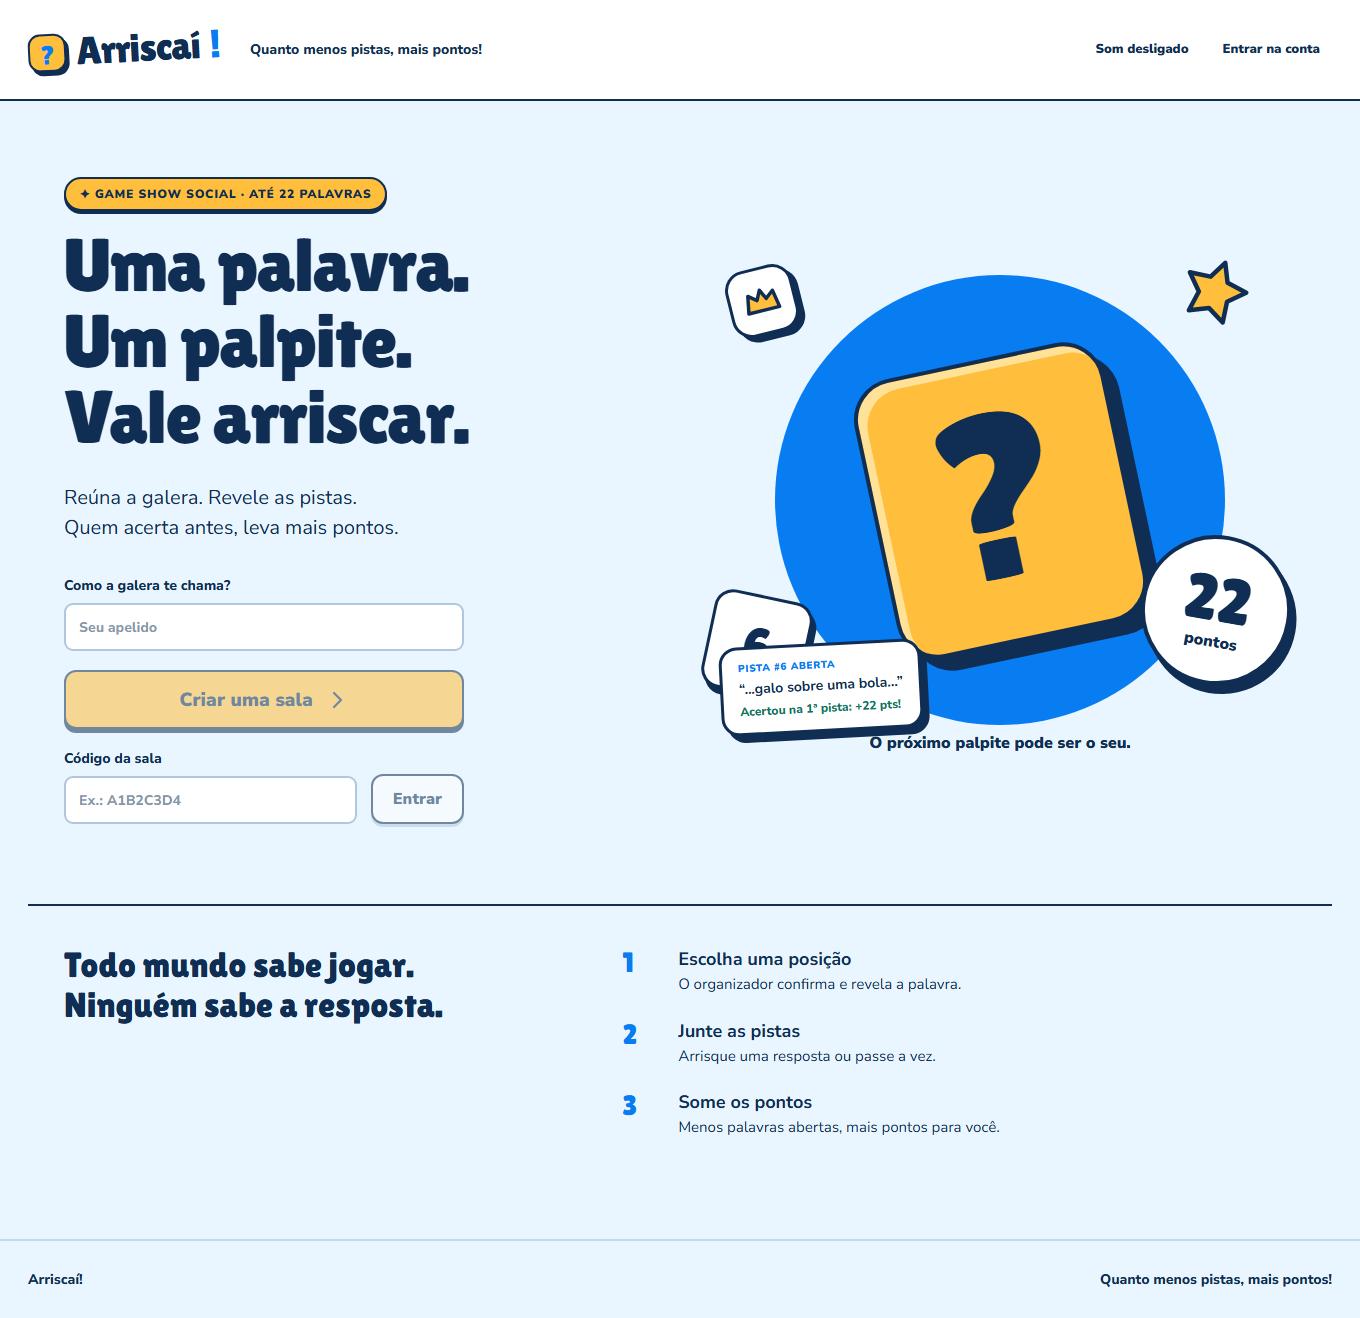 ? Arriscaí !
Quanto menos pistas, mais pontos!
Som desligado
Entrar na conta
✦ GAME SHOW SOCIAL · ATÉ 22 PALAVRAS
Uma palavra.
Um palpite.
Vale arriscar.
Reúna a galera. Revele as pistas.
Quem acerta antes, leva mais pontos.
Como a galera te chama?
Seu apelido
Criar uma sala
Código da sala
Ex.: A1B2C3D4
Entrar
?
22
pontos
6
PISTA #6 ABERTA
“...galo sobre uma bola...”
Acertou na 1ª pista: +22 pts!
O próximo palpite pode ser o seu.
Todo mundo sabe jogar.
Ninguém sabe a resposta.
1
Escolha uma posição
O organizador confirma e revela a palavra.
2
Junte as pistas
Arrisque uma resposta ou passe a vez.
3
Some os pontos
Menos palavras abertas, mais pontos para você.
Arriscaí!
Quanto menos pistas, mais pontos!